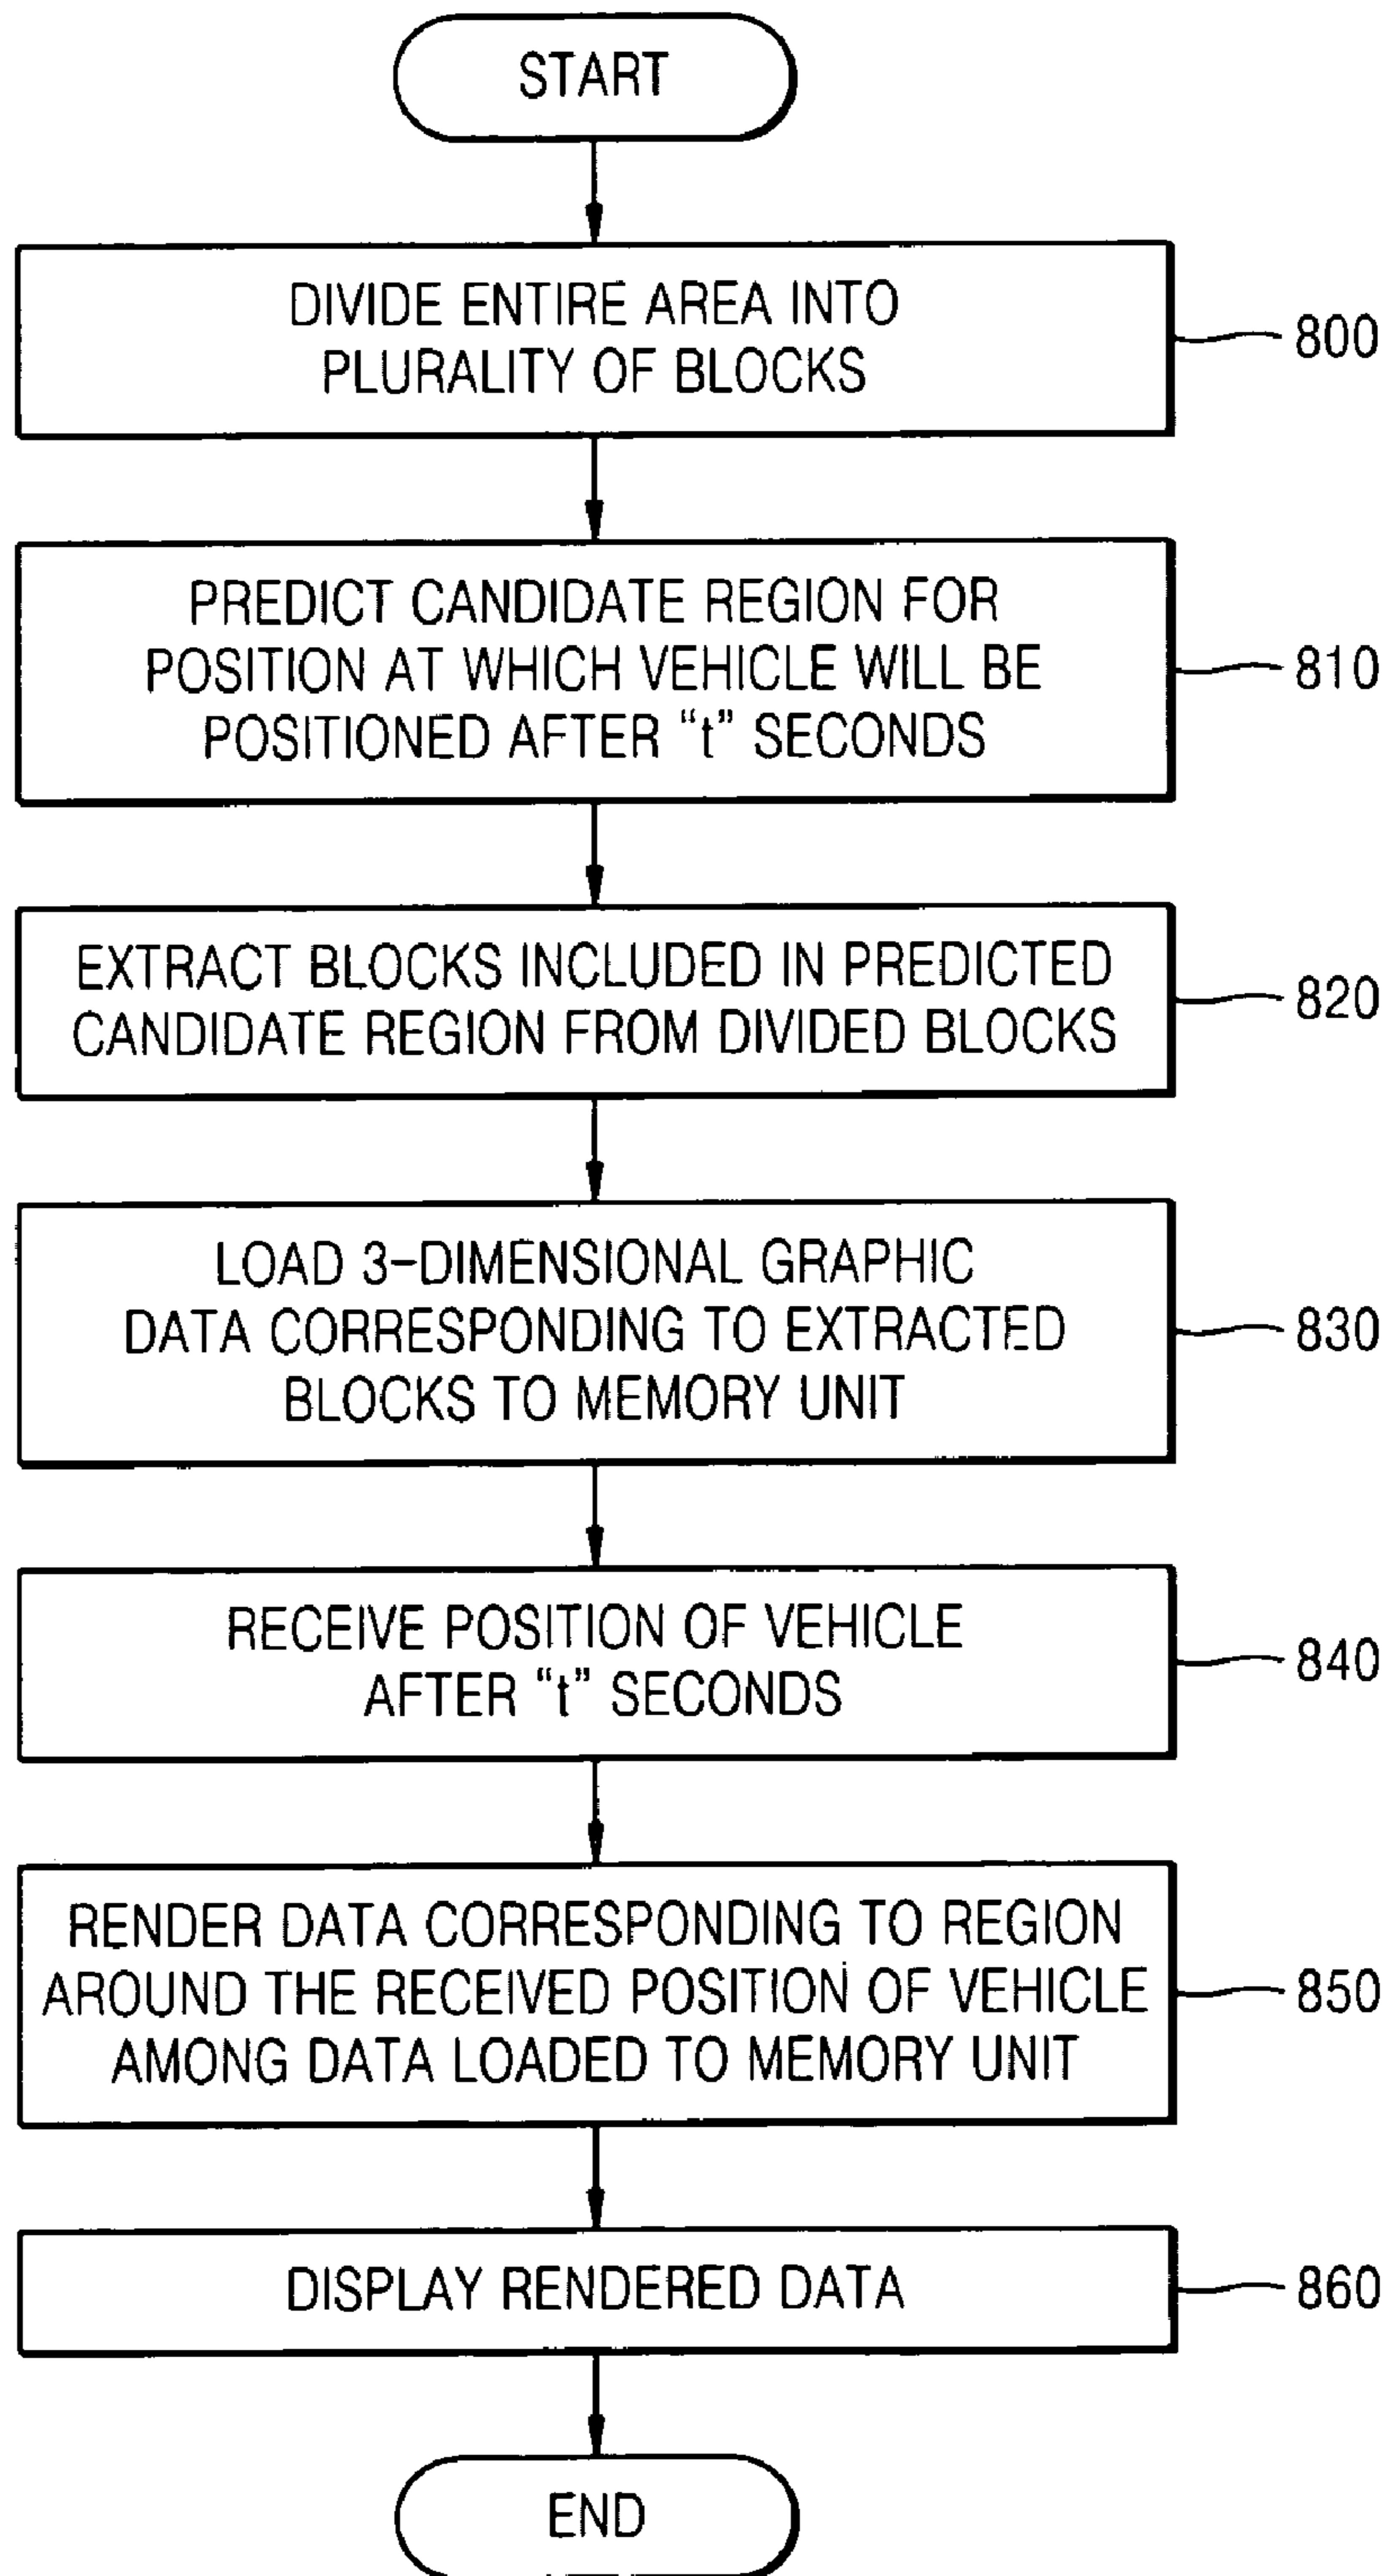 START
DIVIDE ENTIRE AREA INTO
PLURALITY OF BLOCKS
800
PREDICT CANDIDATE REGION FOR
POSITION AT WHICH VEHICLE WILL BE
POSITIONED AFTER “t” SECONDS
810
EXTRACT BLOCKS INCLUDED IN PREDICTED
CANDIDATE REGION FROM DIVIDED BLOCKS
820
LOAD 3-DIMENSIONAL GRAPHIC
DATA CORRESPONDING TO EXTRACTED
BLOCKS TO MEMORY UNIT
830
RECEIVE POSITION OF VEHICLE
AFTER “t” SECONDS
840
RENDER DATA CORRESPONDING TO REGION
AROUND THE RECEIVED POSITION OF VEHICLE
AMONG DATA LOADED TO MEMORY UNIT
850
DISPLAY RENDERED DATA
860
END